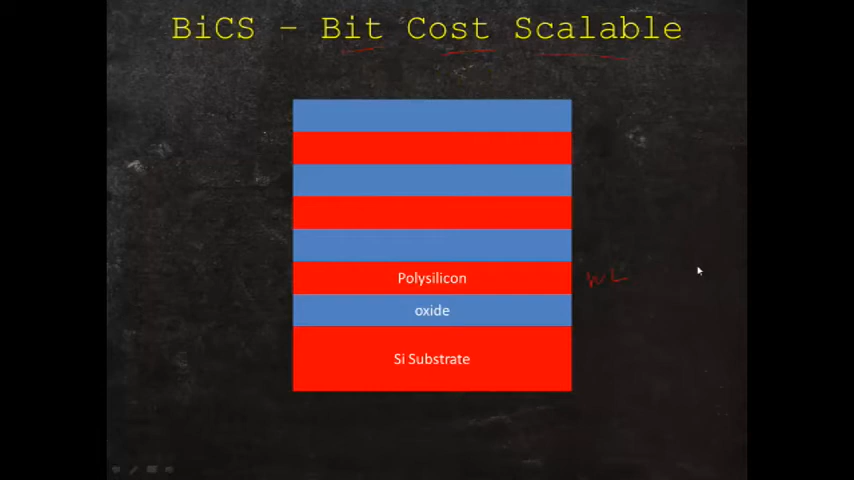 BiCS – Bit Cost Scalable
Polysilicon
WL
oxide
Si Substrate